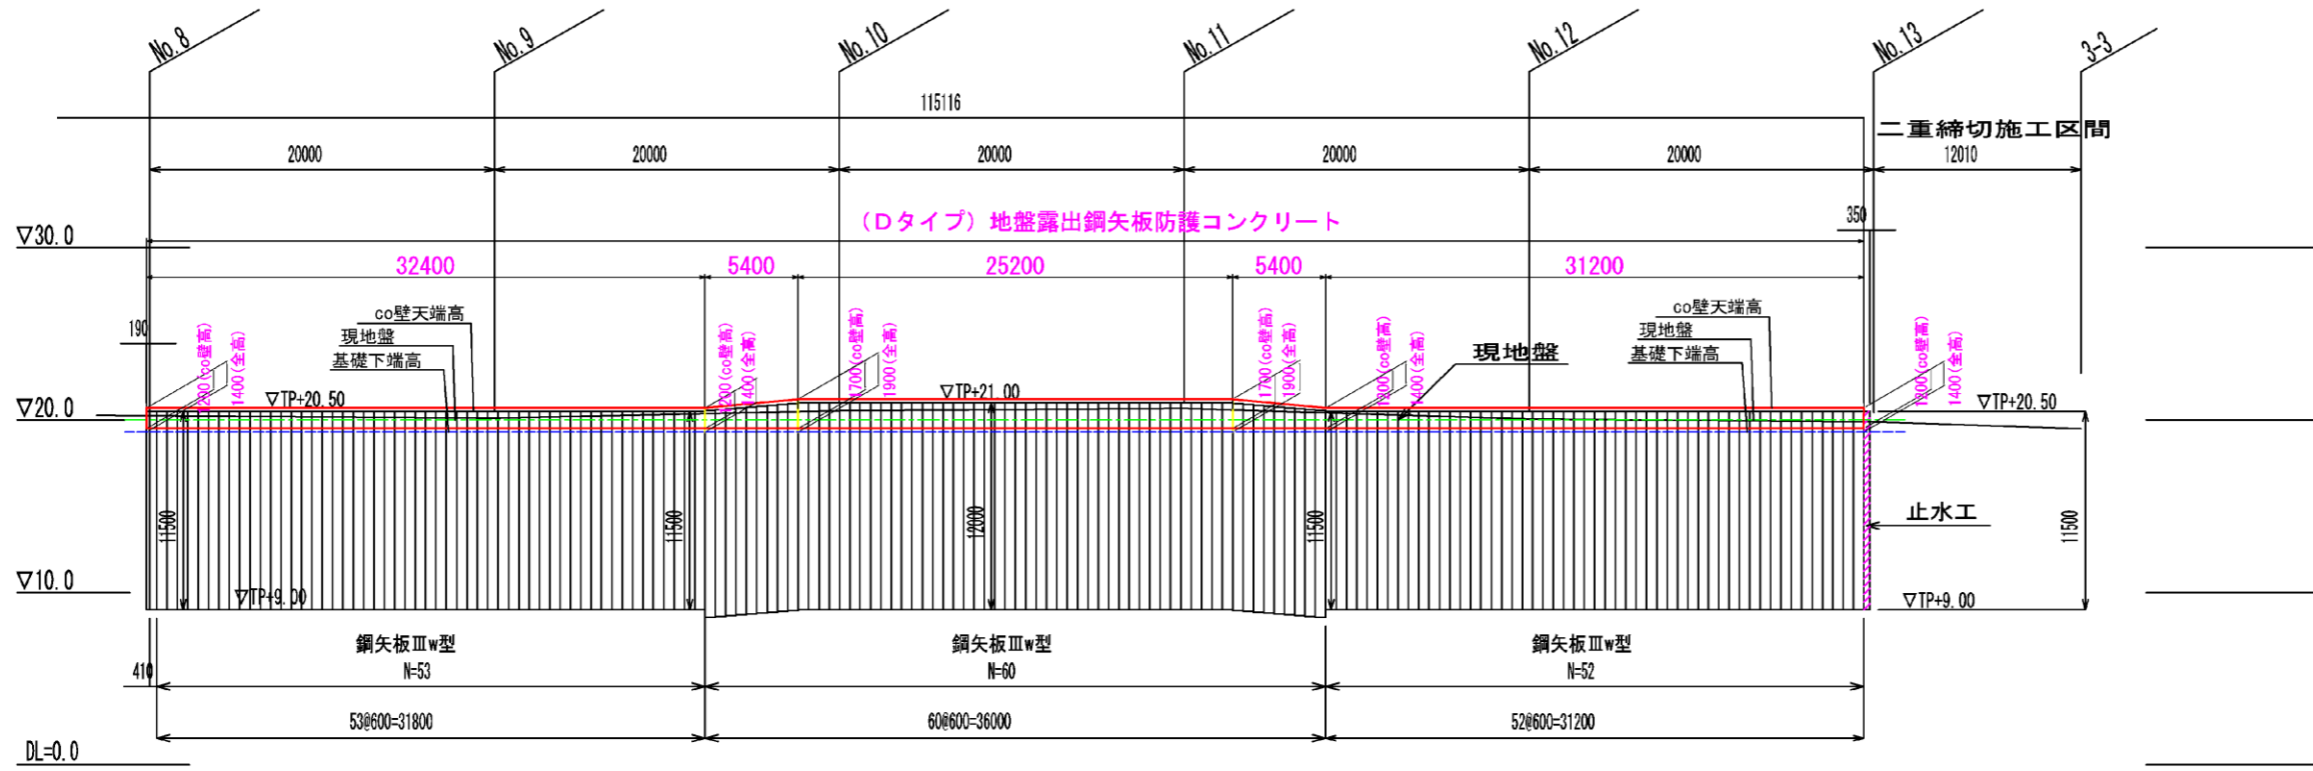 No.8
No.9
No.10
No.11
No.12
No.13
3-3
115116
二重締切施工区間
20000
20000
20000
20000
20000
12010
(Dタイプ)地盤露出鋼矢板防護コンクリート
350
▽30.0
32400
5400
25200
5400
31200
190
co壁天端高
現地盤
基礎下端高
1200(co壁高)
1400(全高)
1200(co壁高)
1400(全高)
1700(co壁高)
1900(全高)
1700(co壁高)
1900(全高)
1200(co壁高)
1400(全高)
現地盤
co壁天端高
現地盤
基礎下端高
1200(co壁高)
1400(全高)
▽20.0
▽TP+20.50
▽TP+21.00
▽TP+20.50
11500
11500
12000
11500
止水工
11500
▽10.0
▽TP+9.00
▽TP+9.00
鋼矢板Ⅲw型
鋼矢板Ⅲw型
鋼矢板Ⅲw型
410
N=53
N=60
N=52
53@600=31800
60@600=36000
52@600=31200
DL=0.0